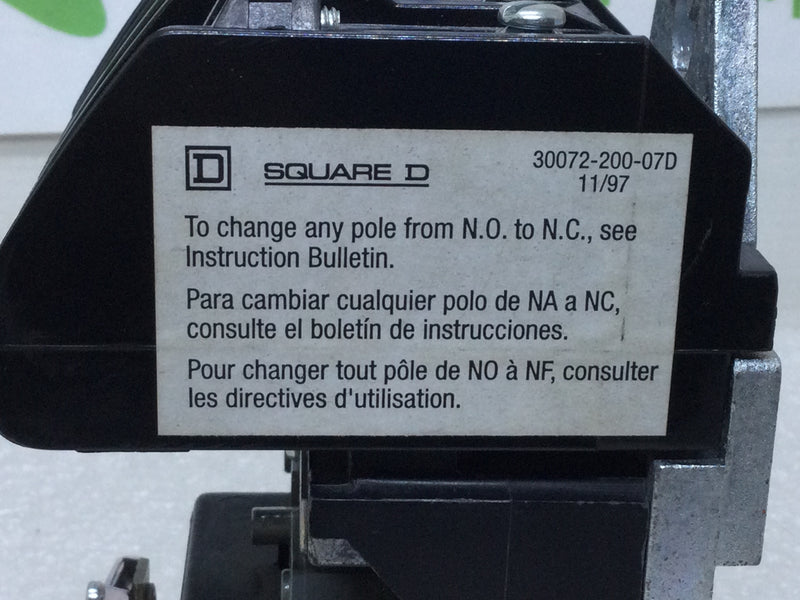 D SQUARE D 30072-200-07D
11/97
To change any pole from N.O. to N.C., see
Instruction Bulletin.
Para cambiar cualquier polo de NA a NC,
consulte el boletín de instrucciones.
Pour changer tout pôle de NO à NF, consulter
les directives d'utilisation.